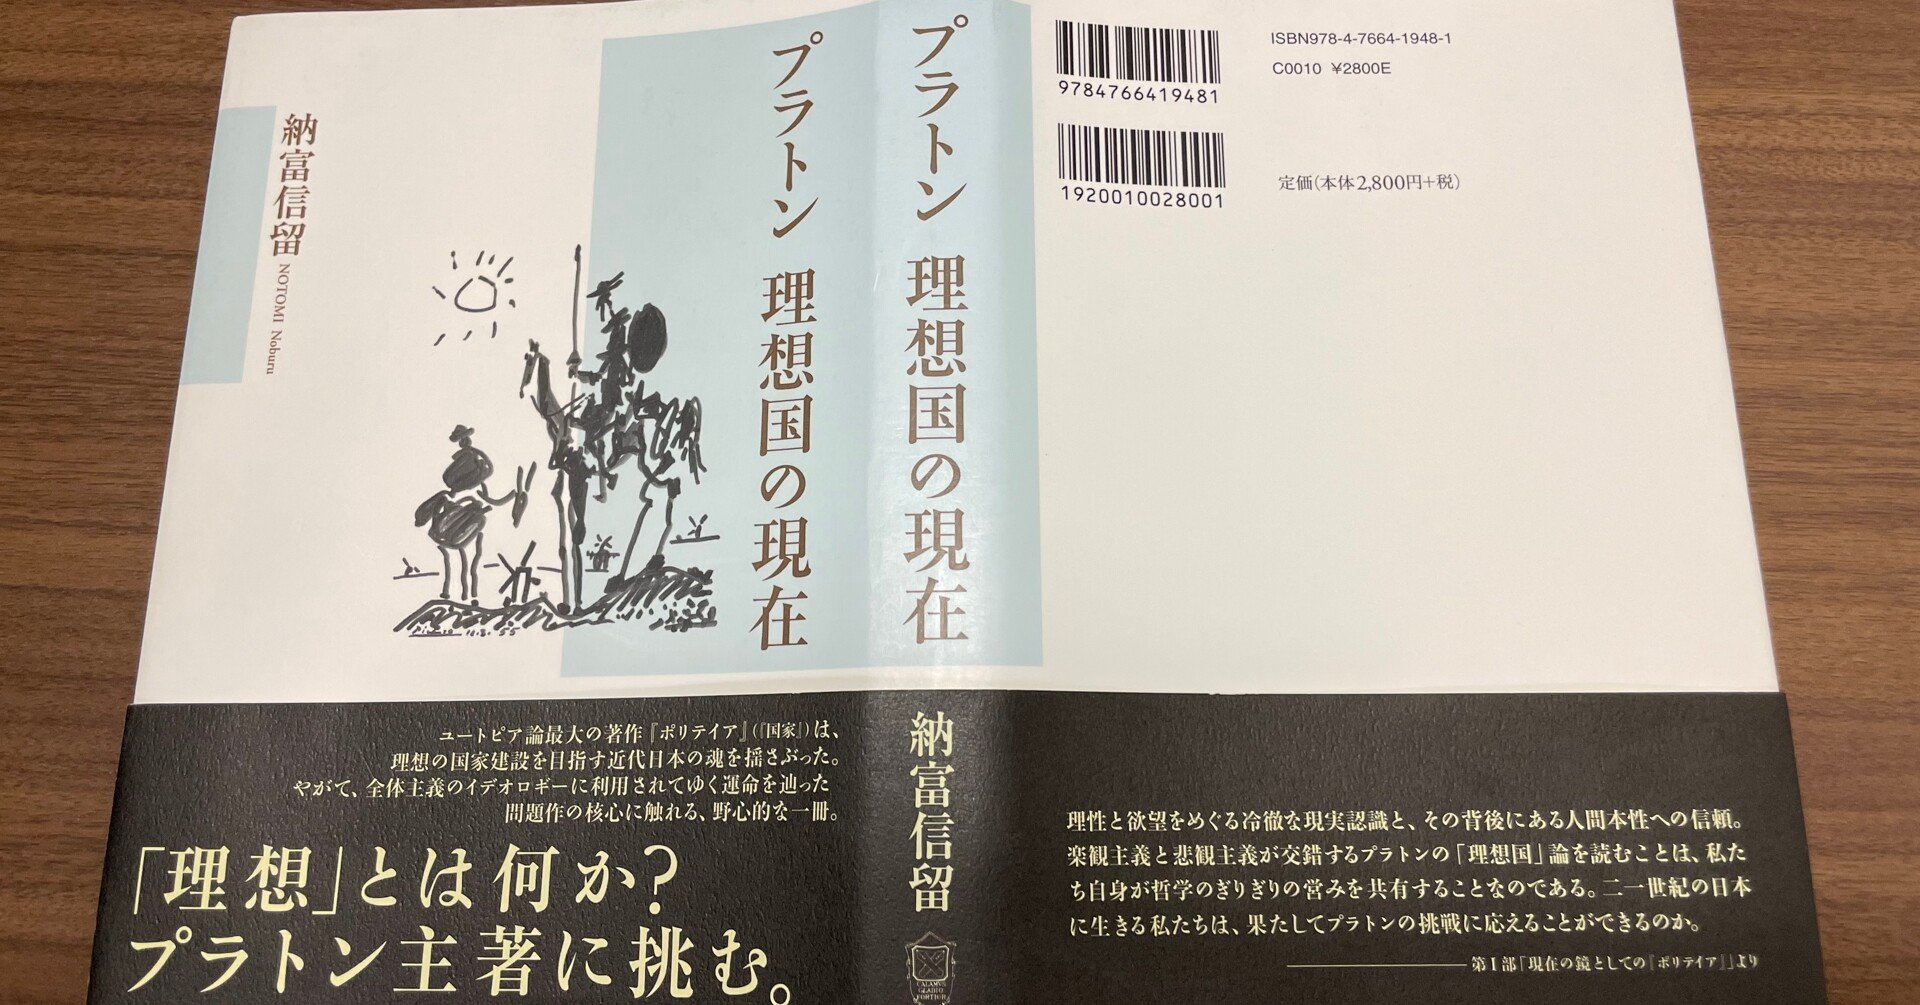 プラトン 理想国の現在
納富信留 NOTOMI Noburu
ユートピア論最大の著作『ポリテイア』(『国家』)は、
理想の国家建設を目指す近代日本の魂を揺さぶった。
やがて、全体主義のイデオロギーに利用されてゆく運命を辿った
問題作の核心に触れる、野心的な一冊。
「理想」とは何か?
プラトン主著に挑む。
プラトン 理想国の現在
納富信留
CALAMVS
GLADIO
FORTIOR
9784766419481
ISBN978-4-7664-1948-1
C0010 ¥2800E
1920010028001
定価(本体2,800円+税)
理性と欲望をめぐる冷徹な現実認識と、その背後にある人間本性への信頼。
楽観主義と悲観主義が交錯するプラトンの「理想国」論を読むことは、私た
ち自身が哲学のぎりぎりの営みを共有することなのである。二一世紀の日本
に生きる私たちは、果たしてプラトンの挑戦に応えることができるのか。
第Ⅰ部「現在の鏡としての『ポリテイア』」より